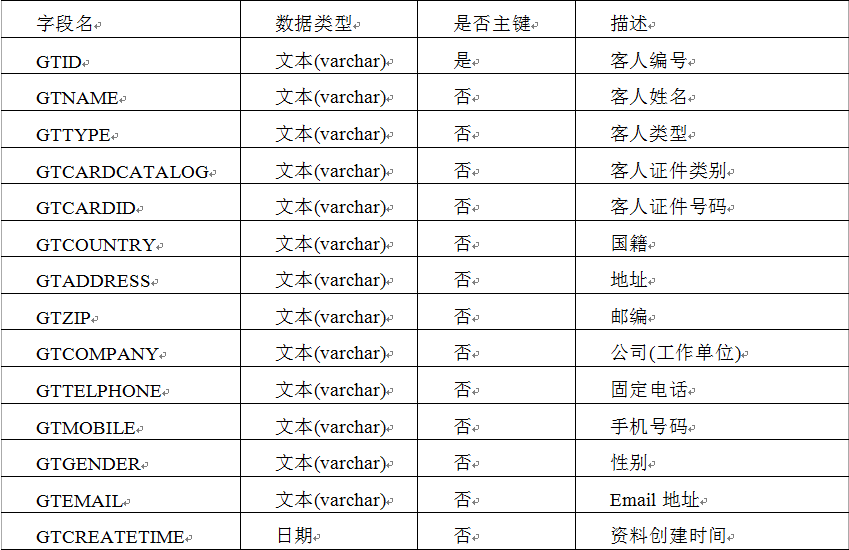 字段名 数据类型 是否主键 描述
GTID 文本(varchar) 是 客人编号
GTNAME 文本(varchar) 否 客人姓名
GTTYPE 文本(varchar) 否 客人类型
GTCARDCATALOG 文本(varchar) 否 客人证件类别
GTCARDID 文本(varchar) 否 客人证件号码
GTCOUNTRY 文本(varchar) 否 国籍
GTADDRESS 文本(varchar) 否 地址
GTZIP 文本(varchar) 否 邮编
GTCOMPANY 文本(varchar) 否 公司(工作单位)
GTTELPHONE 文本(varchar) 否 固定电话
GTMOBILE 文本(varchar) 否 手机号码
GTGENDER 文本(varchar) 否 性别
GTEMAIL 文本(varchar) 否 Email 地址
GTCREATETIME 日期 否 资料创建时间